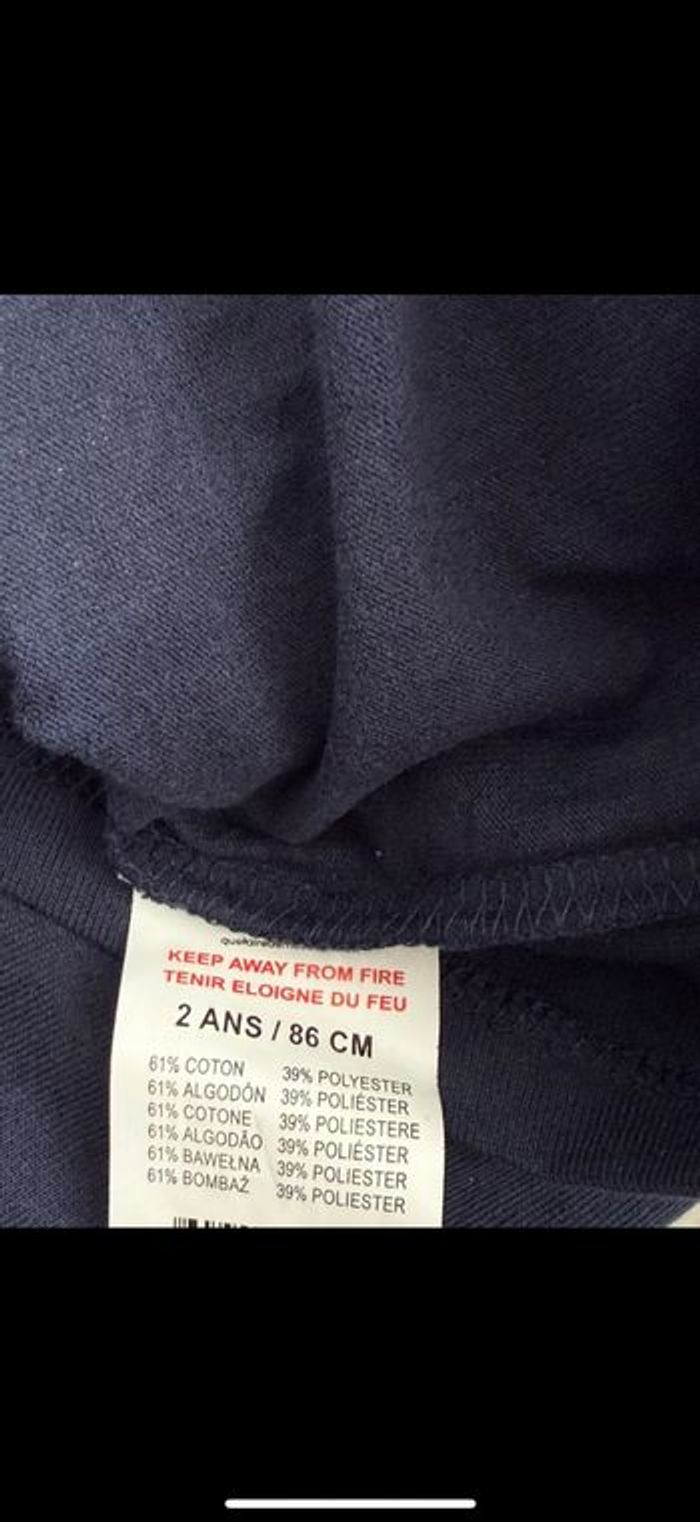 KEEP AWAY FROM FIRE
TENIR ELOIGNE DU FEU
2 ANS / 86 CM
61% COTON 39% POLYESTER
61% ALGODÓN 39% POLIÉSTER
61% COTONE 39% POLIESTERE
61% ALGODÃO 39% POLIÉSTER
61% BAWEŁNA 39% POLIESTER
61% BOMBAŽ 39% POLIESTER